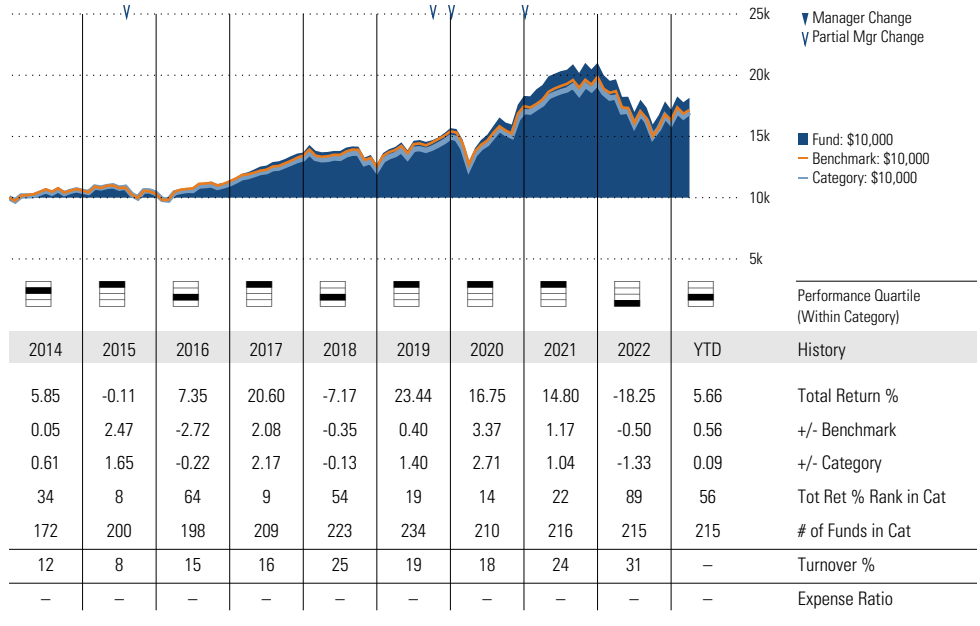 25k
Manager Change
Partial Mgr Change
20k
15k
Fund: $10,000
Benchmark: $10,000
Category: $10,000
10k
5k
Performance Quartile
(Within Category)
2014 2015 2016 2017 2018 2019 2020 2021 2022 YTD History
5.85 -0.11 7.35 20.60 -7.17 23.44 16.75 14.80 -18.25 5.66 Total Return %
0.05 2.47 -2.72 2.08 -0.35 0.40 3.37 1.17 -0.50 0.56 +/- Benchmark
0.61 1.65 -0.22 2.17 -0.13 1.40 2.71 1.04 -1.33 0.09 +/- Category
34 8 64 9 54 19 14 22 89 56 Tot Ret % Rank in Cat
172 200 198 209 223 234 210 216 215 215 # of Funds in Cat
12 8 15 16 25 19 18 24 31 – Turnover %
– – – – – – – – – – Expense Ratio